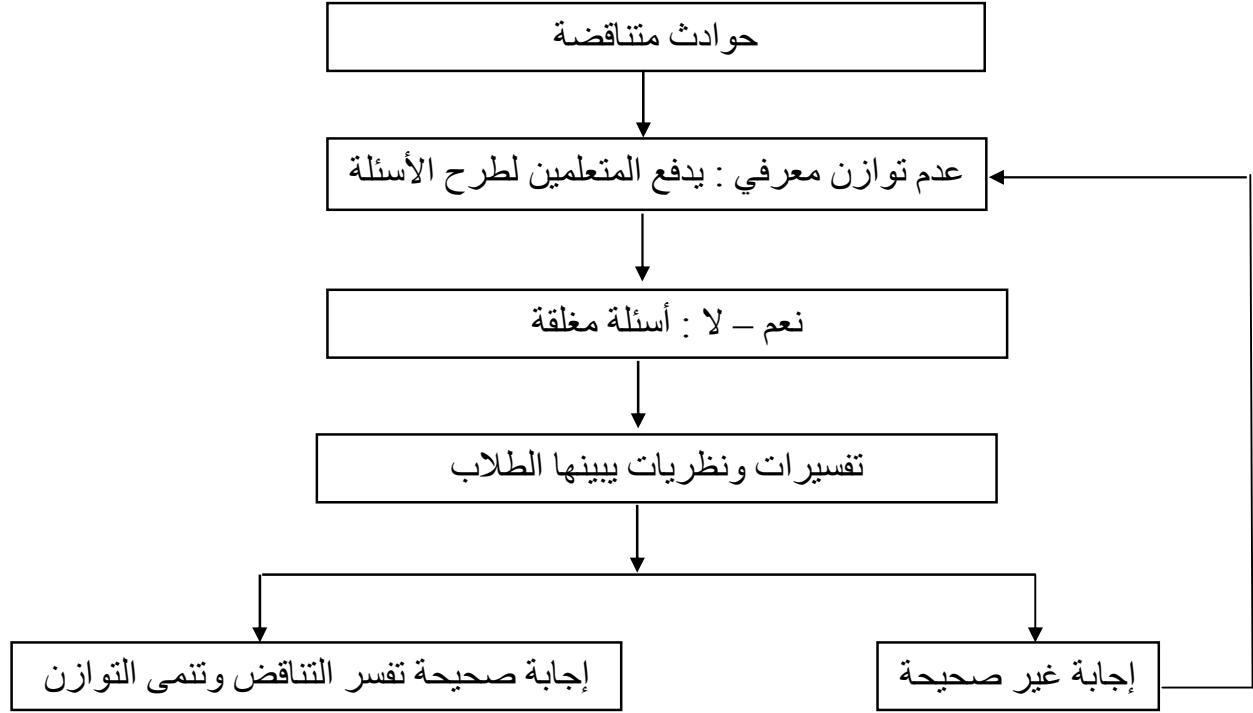 حوادث متناقضة
عدم توازن معرفي : يدفع المتعلمين لطرح الأسئلة
نعم – لا : أسئلة مغلقة
تفسيرات ونظريات يبينها الطلاب
إجابة غير صحيحة
إجابة صحيحة تفسر التناقض وتنمى التوازن